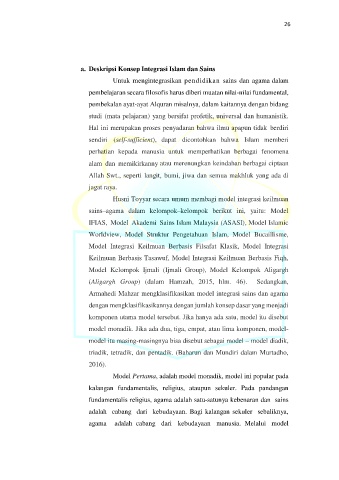 26
a. Deskripsi Konsep Integrasi Islam dan Sains
Untuk mengintegrasikan pendidikan sains dan agama dalam
pembelajaran secara filosofis harus diberi muatan nilai-nilai fundamental,
pembekalan ayat-ayat Alquran misalnya, dalam kaitannya dengan bidang
studi (mata pelajaran) yang bersifat profetik, universal dan humanistik.
Hal ini merupakan proses penyadaran bahwa ilmu apapun tidak berdiri
sendiri (self-sufficient), dapat dicontohkan bahwa Islam memberi
perhatian kepada manusia untuk memperhatikan berbagai fenomena
alam dan memikirkanny atau merenungkan keindahan berbagai ciptaan
Allah Swt., seperti langit, bumi, jiwa dan semua makhluk yang ada di
jagat raya.
Husni Toyyar secara umum membagi model integrasi keilmuan
sains–agama dalam kelompok–kelompok berikut ini, yaitu: Model
IFIAS, Model Akademi Sains Islam Malaysia (ASASI), Model Islamic
Worldview, Model Struktur Pengetahuan Islam, Model Bucaillisme,
Model Integrasi Keilmuan Berbasis Filsafat Klasik, Model Integrasi
Keilmuan Berbasis Tasawuf, Model Integrasi Keilmuan Berbasis Fiqh,
Model Kelompok Ijmali (Ijmali Group), Model Kelompok Aligargh
(Aligargh Group) (dalam Hamzah, 2015, hlm. 46). Sedangkan,
Armahedi Mahzar mengklasifikasikan model integrasi sains dan agama
dengan mengklasifikasikannya dengan jumlah konsep dasar yang menjadi
komponen utama model tersebut. Jika hanya ada satu, model itu disebut
model monadik. Jika ada dua, tiga, empat, atau lima komponen, model-
model itu masing-masingnya bisa disebut sebagai model – model diadik,
triadik, tetradik, dan pentadik. (Baharun dan Mundiri dalam Murtadho,
2016).
Model Pertama, adalah model monadik, model ini popular pada
kalangan fundamentalis, religius, ataupun sekuler. Pada pandangan
fundamentalis religius, agama adalah satu-satunya kebenaran dan sains
adalah cabang dari kebudayaan. Bagi kalangan sekuler sebaliknya,
agama adalah cabang dari kebudayaan manusia. Melalui model